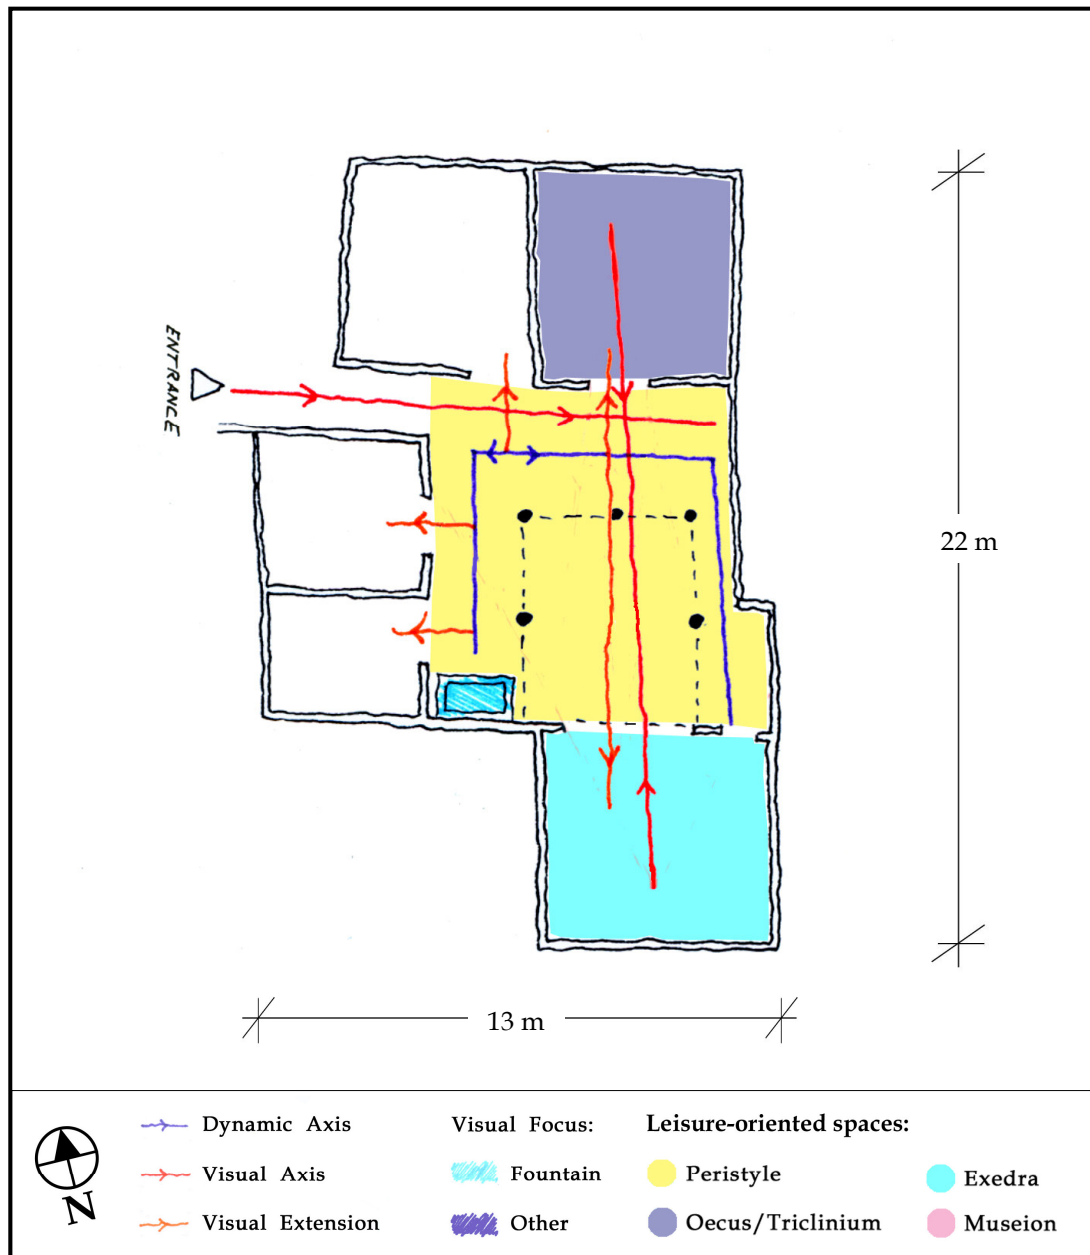 ENTRANCE
22 m
13 m
N
Dynamic Axis
Visual Axis
Visual Extension
Visual Focus:
Fountain
Other
Leisure-oriented spaces:
Peristyle
Oecus/Triclinium
Exedra
Museion